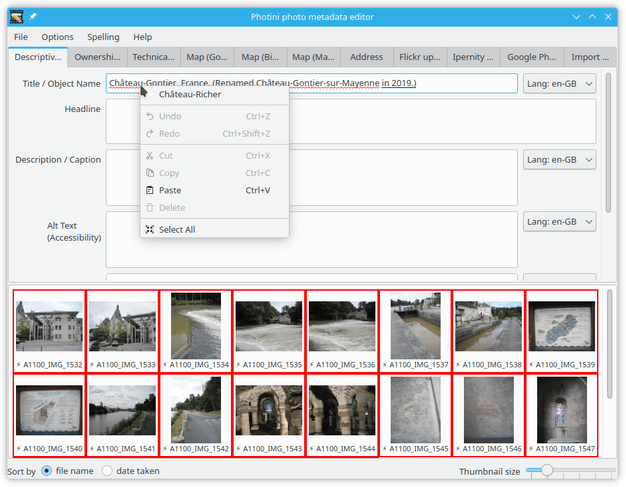 Photini photo metadata editor
File Options Spelling Help
Descriptiv... Ownershi... Technica... Map (Go... Map (Bi... Map (Ma... Address Flickr up... Ipernity ... Google Ph... Import ...
Title / Object Name Château-Gontier, France. (Renamed Château-Gontier-sur-Mayenne in 2019.) Lang: en-GB
Château-Richer
Headline
Undo Ctrl+Z
Redo Ctrl+Shift+Z
Cut Ctrl+X
Description / Caption Lang: en-GB
Copy Ctrl+C
Paste Ctrl+V
Delete
Alt Text Lang: en-GB
(Accessibility)
Select All
A1100_IMG_1532 A1100_IMG_1533 A1100_IMG_1534 A1100_IMG_1535 A1100_IMG_1536 A1100_IMG_1537 A1100_IMG_1538 A1100_IMG_1539
A1100_IMG_1540 A1100_IMG_1541 A1100_IMG_1542 A1100_IMG_1543 A1100_IMG_1544 A1100_IMG_1545 A1100_IMG_1546 A1100_IMG_1547
Sort by file name date taken Thumbnail size